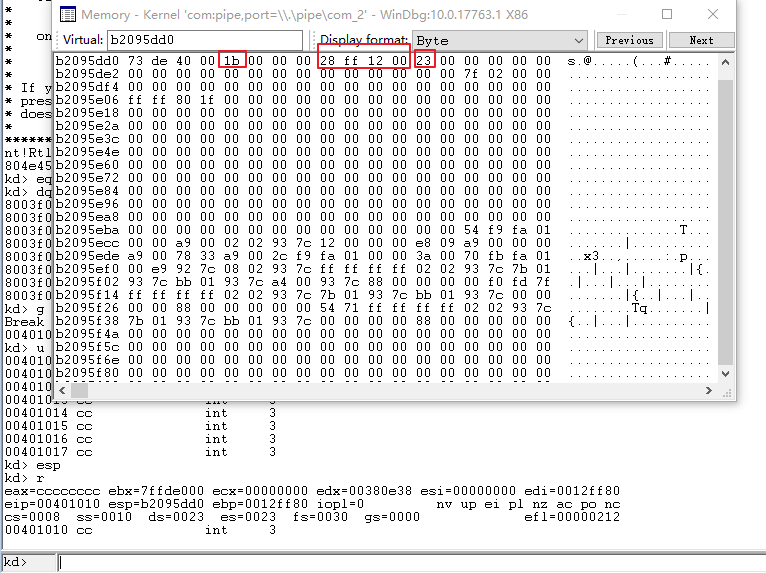 Memory - Kernel 'com:pipe,port=\\.\pipe\com_2' - WinDbg:10.0.17763.1 X86
Virtual: b2095dd0 Display format: Byte Previous Next
b2095dd0 73 de 40 00 1b 00 00 00 28 ff 12 00 23 00 00 00 00 00 s.@.....(...#.....
b2095de2 00 00 00 00 00 00 00 00 00 00 00 00 00 00 7f 02 00 00 ..................
b2095df4 00 00 00 00 00 00 00 00 00 00 00 00 00 00 00 00 00 00 ..................
b2095e06 ff ff 80 1f 00 00 00 00 00 00 00 00 00 00 00 00 00 00 ..................
b2095e18 00 00 00 00 00 00 00 00 00 00 00 00 00 00 00 00 00 00 ..................
b2095e2a 00 00 00 00 00 00 00 00 00 00 00 00 00 00 00 00 00 00 ..................
b2095e3c 00 00 00 00 00 00 00 00 00 00 00 00 00 00 00 00 00 00 ..................
b2095e4e 00 00 00 00 00 00 00 00 00 00 00 00 00 00 00 00 00 00 ..................
b2095e60 00 00 00 00 00 00 00 00 00 00 00 00 00 00 00 00 00 00 ..................
b2095e72 00 00 00 00 00 00 00 00 00 00 00 00 00 00 00 00 00 00 ..................
b2095e84 00 00 00 00 00 00 00 00 00 00 00 00 00 00 00 00 00 00 ..................
b2095e96 00 00 00 00 00 00 00 00 00 00 00 00 00 00 00 00 00 00 ..................
b2095ea8 00 00 00 00 00 00 00 00 00 00 00 00 00 00 00 00 00 00 ..................
b2095eba 00 00 00 00 00 00 00 00 00 00 00 00 00 00 54 f9 fa 01 ..............T...
b2095ecc 00 00 a9 00 02 02 93 7c 12 00 00 00 e8 09 a9 00 00 00 .......|..........
b2095ede a9 00 78 33 a9 00 2c f9 fa 01 00 00 3a 00 70 fb fa 01 ..x3..,.....:.p...
b2095ef0 00 00 e9 92 7c 08 02 93 7c ff ff ff ff 02 02 93 7c 7b 01 ...|...|......|{.
b2095f02 93 7c bb 01 93 7c a4 00 93 7c 88 00 00 00 00 f0 fd 7f .|...|...|........
b2095f14 ff ff ff ff 02 02 93 7c 7b 01 93 7c bb 01 93 7c 00 00 .......|{..|...|..
b2095f26 00 00 88 00 00 00 00 00 54 71 ff ff ff ff 02 02 93 7c ........Tq.......|
b2095f38 7b 01 93 7c bb 01 93 7c 00 00 00 00 88 00 00 00 00 00 {..|...|..........
b2095f4a 00 00 00 00 00 00 00 00 00 00 00 00 00 00 00 00 00 00 ..................
b2095f5c 00 00 00 00 00 00 00 00 00 00 00 00 00 00 00 00 00 00 ..................
b2095f6e 00 00 00 00 00 00 00 00 00 00 00 00 00 00 00 00 00 00 ..................
b2095f80 00 00 00 00 00 00 00 00 00 00 00 00 00 00 00 00 00 00 ..................
*
* on
*
*
* If y
* pres
* does
*
*******
nt!Rtl
804e45
kd> eq
kd> dq
8003f0
8003f0
8003f0
8003f0
8003f0
8003f0
8003f0
8003f0
kd> g
Break
004010
kd> u
004010
004010
004010
00401014 cc int 3
00401015 cc int 3
00401016 cc int 3
00401017 cc int 3
kd> esp
kd> r
eax=cccccccc ebx=7ffde000 ecx=00000000 edx=00380e38 esi=00000000 edi=0012ff80
eip=00401010 esp=b2095dd0 ebp=0012ff80 iopl=0 nv up ei pl nz ac po nc
cs=0008 ss=0010 ds=0023 es=0023 fs=0030 gs=0000 efl=00000212
00401010 cc int 3
kd>